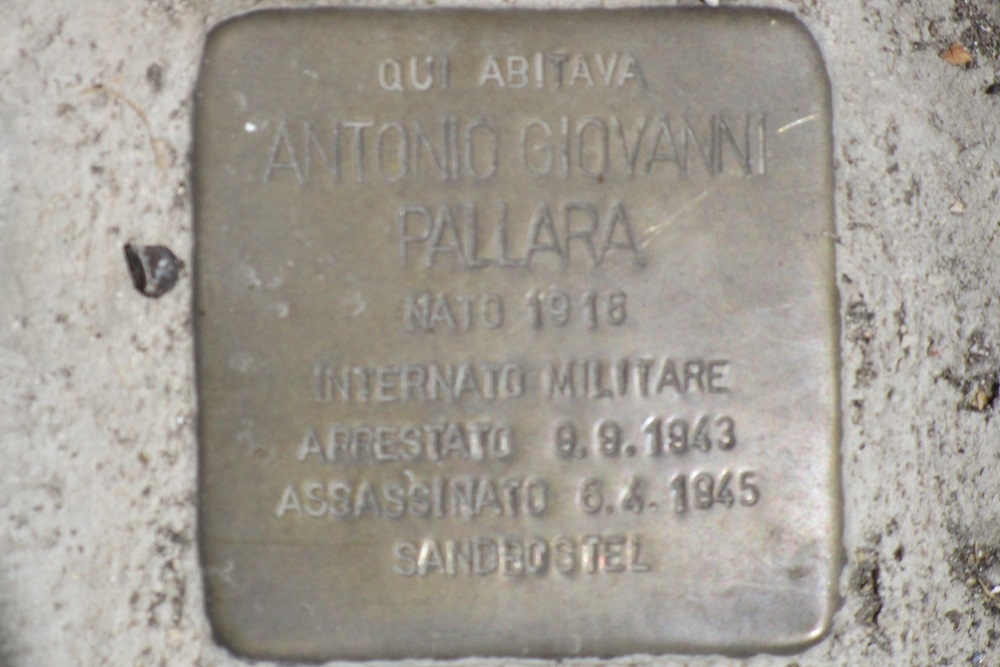 QUI ABITAVA
ANTONIO GIOVANNI
PALLARA
NATO 1918
INTERNATO MILITARE
ARRESTATO 9.9.1943
ASSASSINATO 6.4.1945
SANDBOSTEL